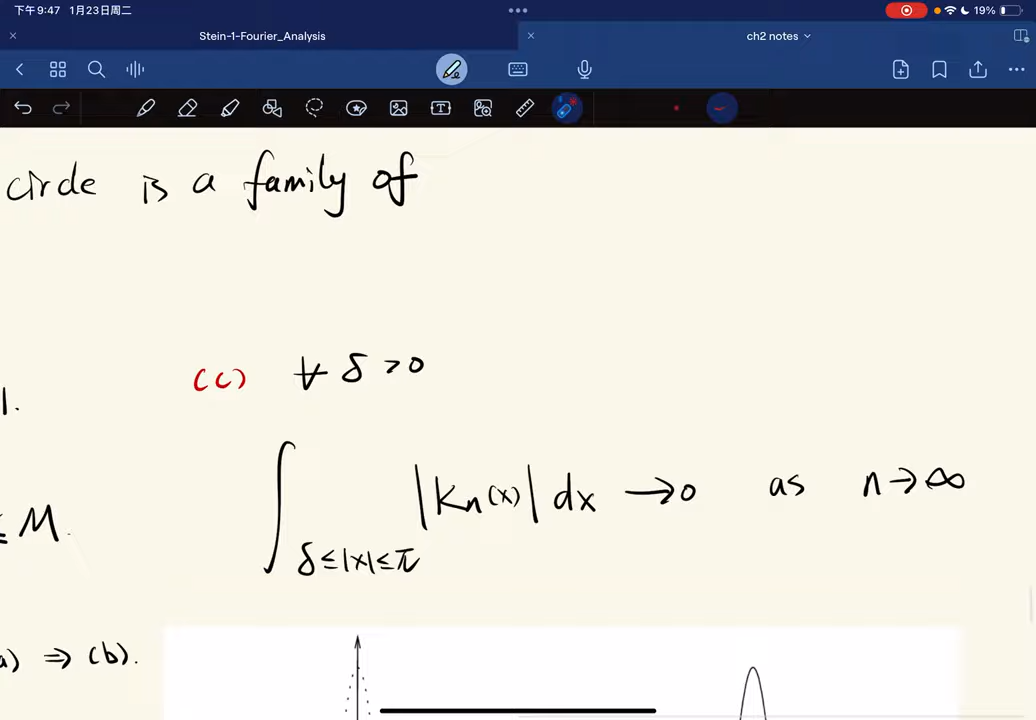 下午9:47 1月23日周二
19%
Stein-1-Fourier_Analysis
ch2 notes
circle is a family of
(c) ∀ δ > 0
1.
∫_{δ≤|x|≤π} |Kn(x)| dx → 0 as n → ∞
≤ M.
a) ⇒ (b).